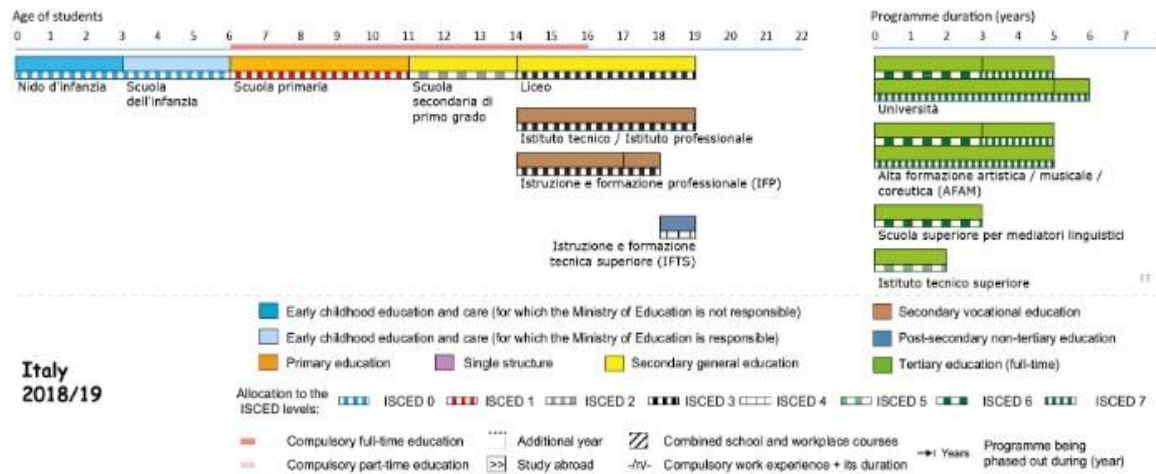 Age of students
Programme duration (years)
0 1 2 3 4 5 6 7 8 9 10 11 12 13 14 15 16 17 18 19 20 21 22
0 1 2 3 4 5 6 7
Nido d'infanzia
Scuola
dell'infanzia
Scuola primaria
Scuola
secondaria di
primo grado
Liceo
Istituto tecnico / Istituto professionale
Istruzione e formazione professionale (IFP)
Istruzione e formazione
tecnica superiore (IFTS)
Università
Alta formazione artistica / musicale /
coreutica (AFAM)
Scuola superiore per mediatori linguistici
Istituto tecnico superiore
IT
Italy
2018/19
Early childhood education and care (for which the Ministry of Education is not responsible)
Early childhood education and care (for which the Ministry of Education is responsible)
Primary education
Single structure
Secondary general education
Secondary vocational education
Post-secondary non-tertiary education
Tertiary education (full-time)
Allocation to the
ISCED levels:
ISCED 0
ISCED 1
ISCED 2
ISCED 3
ISCED 4
ISCED 5
ISCED 6
ISCED 7
Compulsory full-time education
Additional year
Combined school and workplace courses
Years
Programme being
phased out during (year)
Compulsory part-time education
>>
Study abroad
-/n/-
Compulsory work experience + its duration